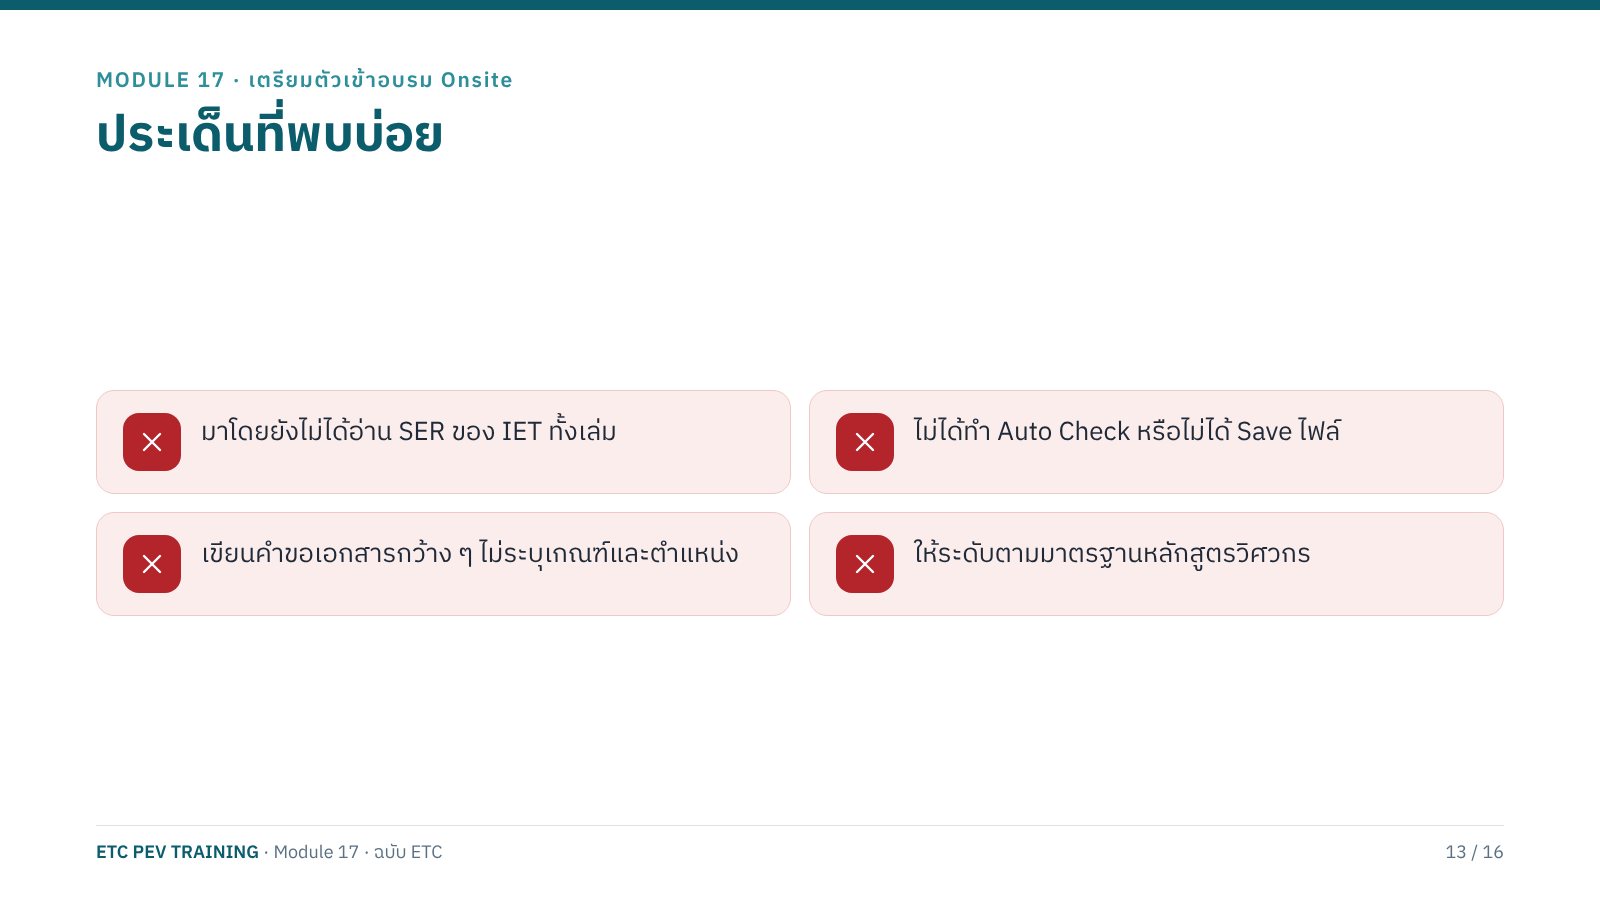 MODULE 17 · เตรียมตัวเข้าอบรม Onsite
ประเด็นที่พบบ่อย
มาโดยยังไม่ได้อ่าน SER ของ IET ทั้งเล่ม
ไม่ได้ทำ Auto Check หรือไม่ได้ Save ไฟล์
เขียนคำขอเอกสารกว้าง ๆ ไม่ระบุเกณฑ์และตำแหน่ง
ให้ระดับตามมาตรฐานหลักสูตรวิศวกร
ETC PEV TRAINING · Module 17 · ฉบับ ETC
13 / 16